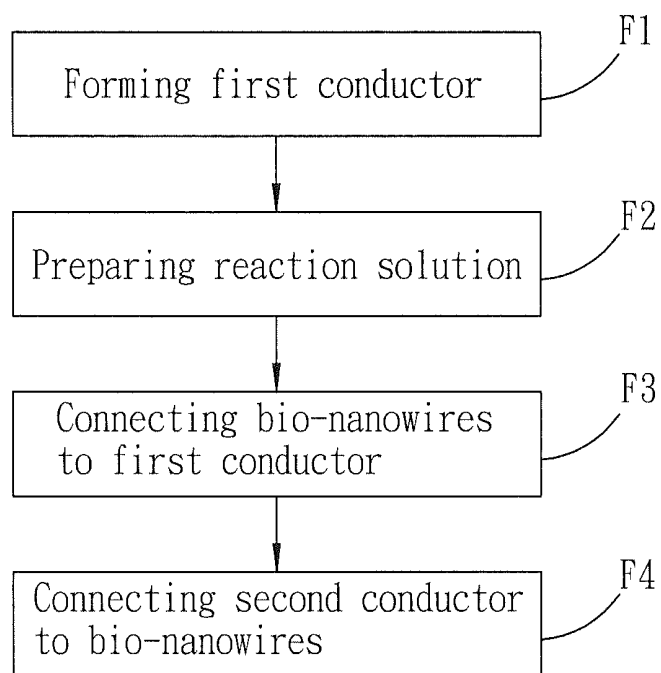 F1
Forming first conductor
F2
Preparing reaction solution
F3
Connecting bio-nanowires
to first conductor
F4
Connecting second conductor
to bio-nanowires